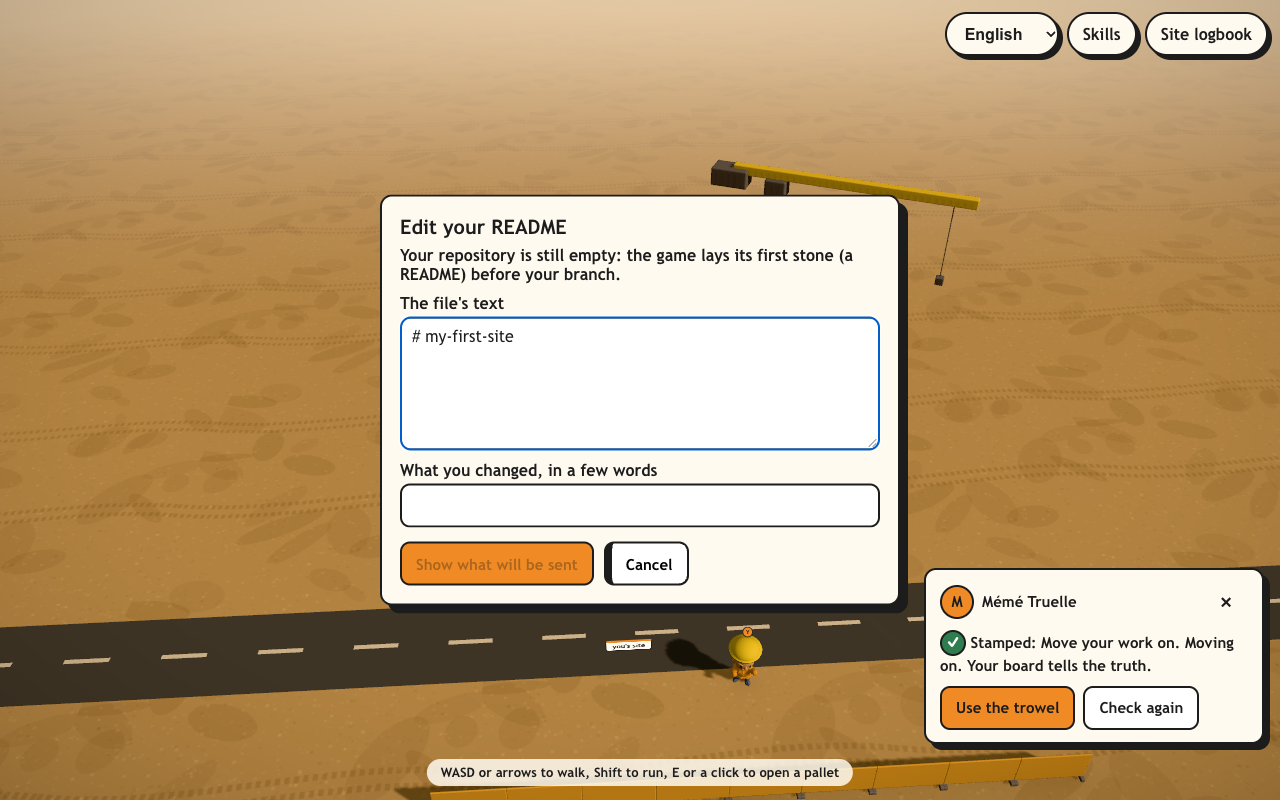 English
Skills
Site logbook
Edit your README
Your repository is still empty: the game lays its first stone (a
README) before your branch.
The file's text
# my-first-site
What you changed, in a few words
Show what will be sent
Cancel
you's site
Y
M
Mémé Truelle
×
Stamped: Move your work on. Moving
on. Your board tells the truth.
Use the trowel
Check again
WASD or arrows to walk, Shift to run, E or a click to open a pallet